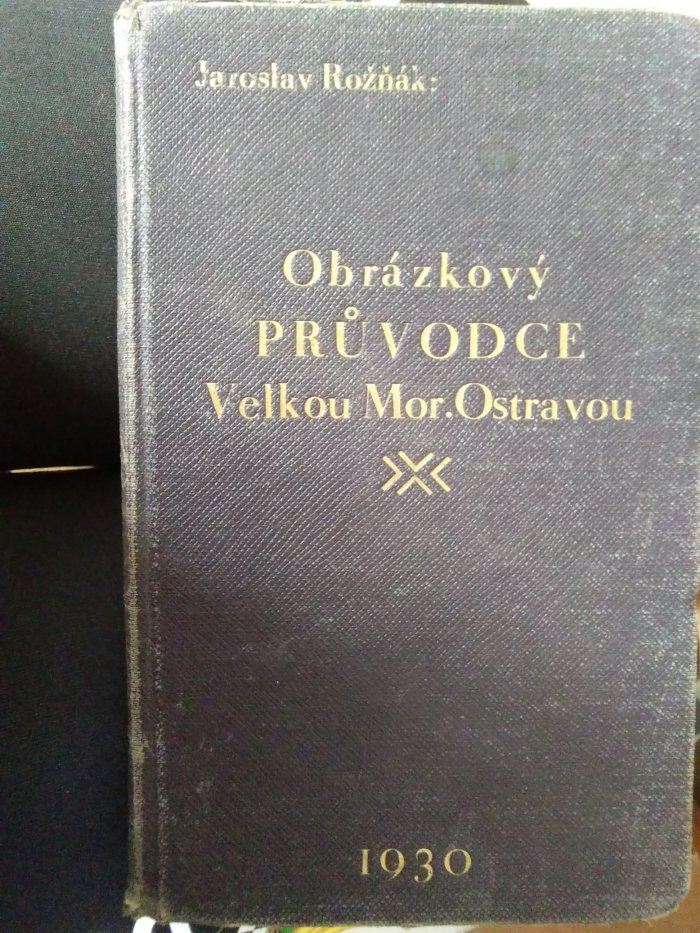 Jaroslav Rožňák:
Obrázkový
PRŮVODCE
Velkou Mor. Ostravou
1930